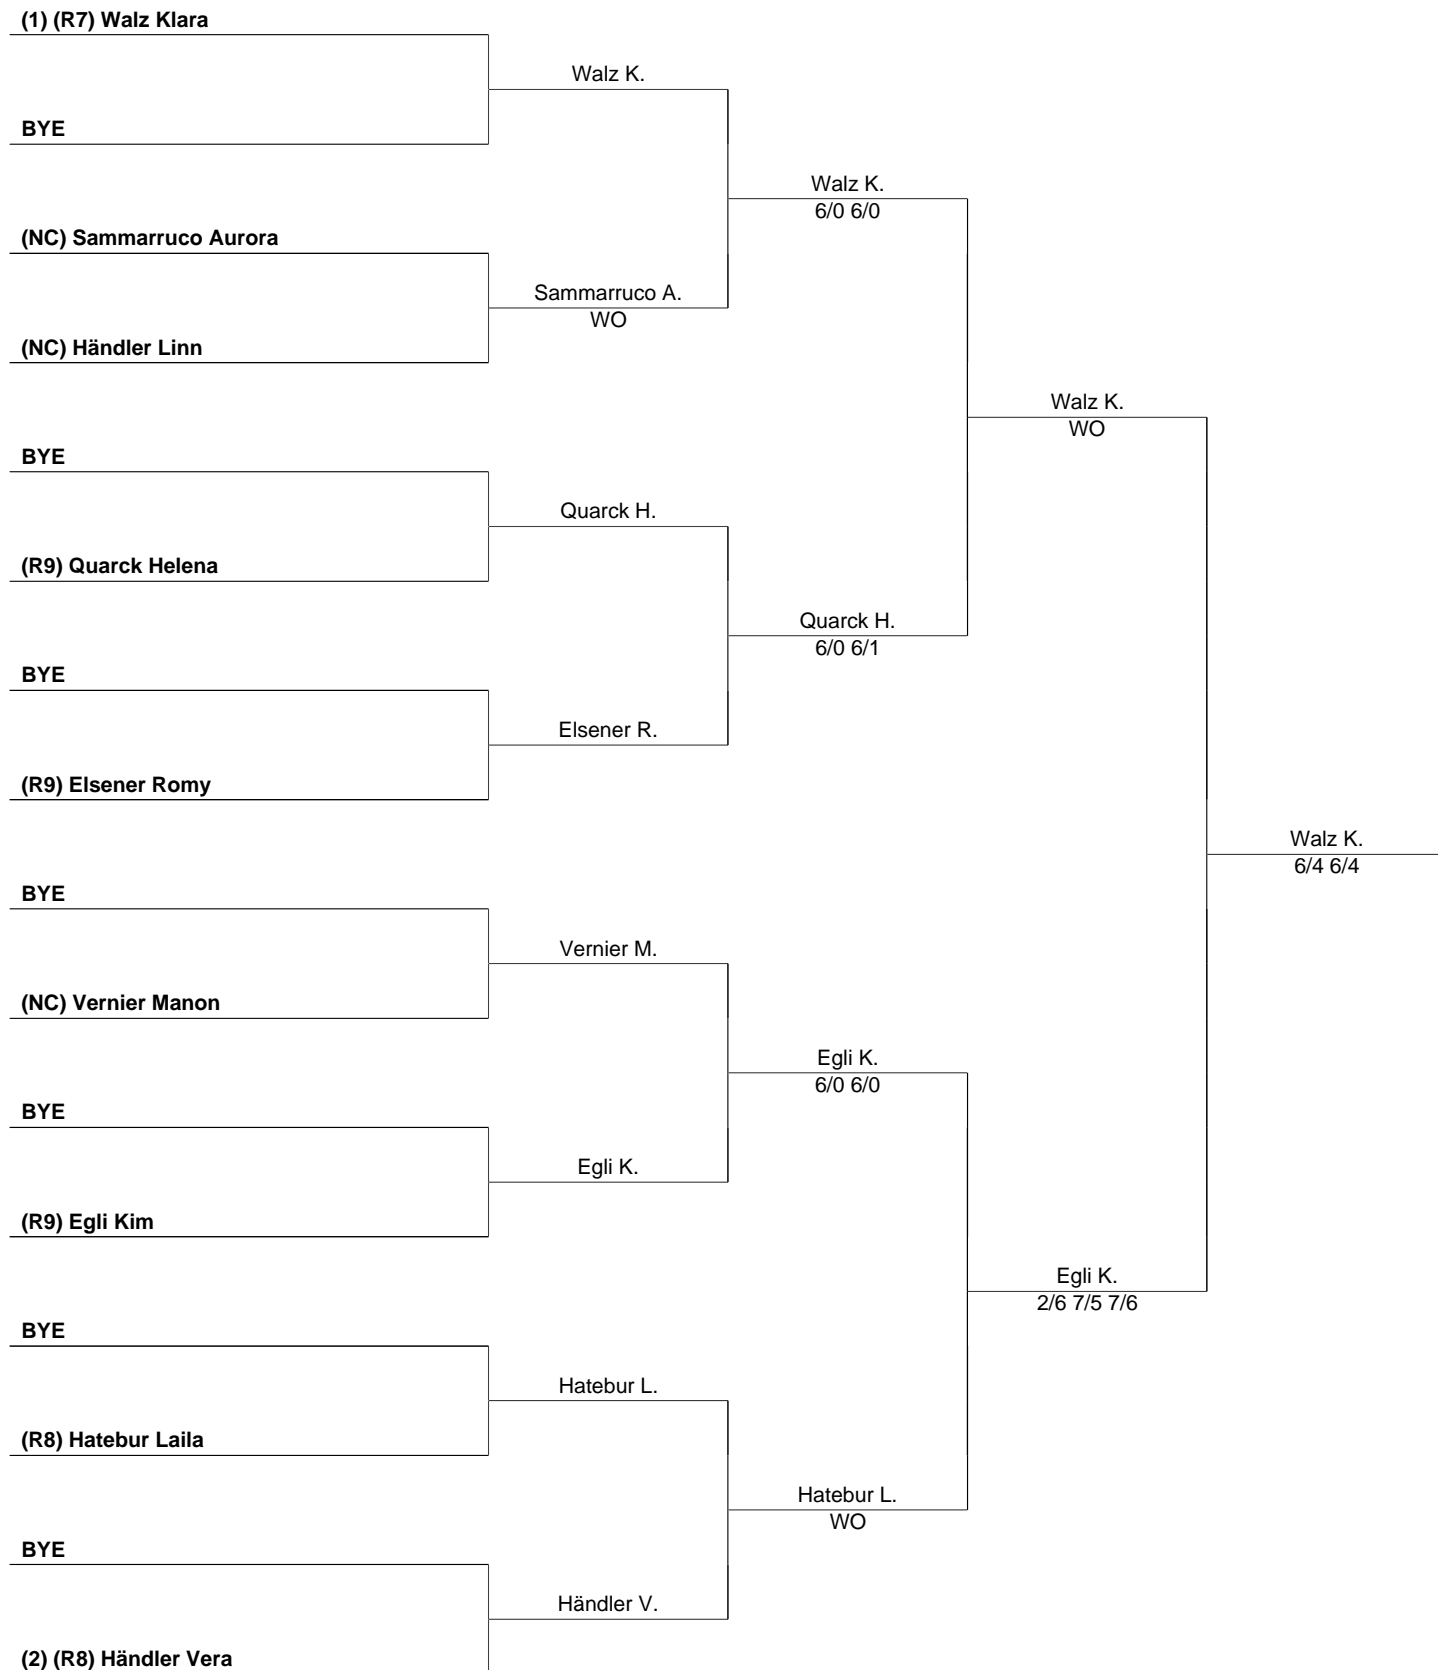 (1) (R7) Walz Klara
Walz K.
BYE
Walz K.
6/0 6/0
(NC) Sammarruco Aurora
Sammarruco A.
WO
(NC) Händler Linn
Walz K.
WO
BYE
Quarck H.
(R9) Quarck Helena
Quarck H.
6/0 6/1
BYE
Elsener R.
(R9) Elsener Romy
Walz K.
6/4 6/4
BYE
Vernier M.
(NC) Vernier Manon
Egli K.
6/0 6/0
BYE
Egli K.
(R9) Egli Kim
Egli K.
2/6 7/5 7/6
BYE
Hatebur L.
(R8) Hatebur Laila
Hatebur L.
WO
BYE
Händler V.
(2) (R8) Händler Vera